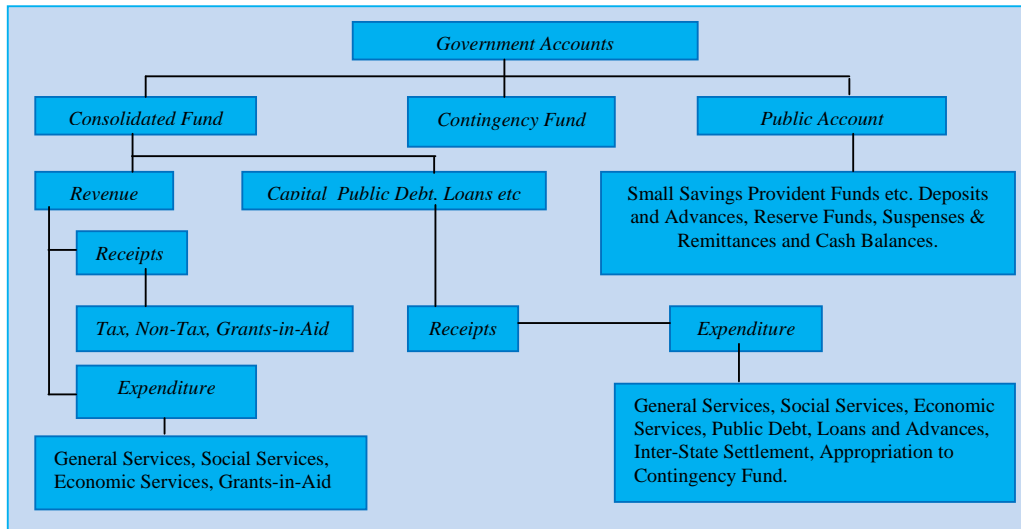 Government Accounts
Consolidated Fund
Contingency Fund
Public Account
Revenue
Capital  Public Debt. Loans etc
Small Savings Provident Funds etc. Deposits
and Advances, Reserve Funds, Suspenses &
Remittances and Cash Balances.
Receipts
Tax, Non-Tax, Grants-in-Aid
Receipts
Expenditure
Expenditure
General Services, Social Services,
Economic Services, Grants-in-Aid
General Services, Social Services, Economic
Services, Public Debt, Loans and Advances,
Inter-State Settlement, Appropriation to
Contingency Fund.